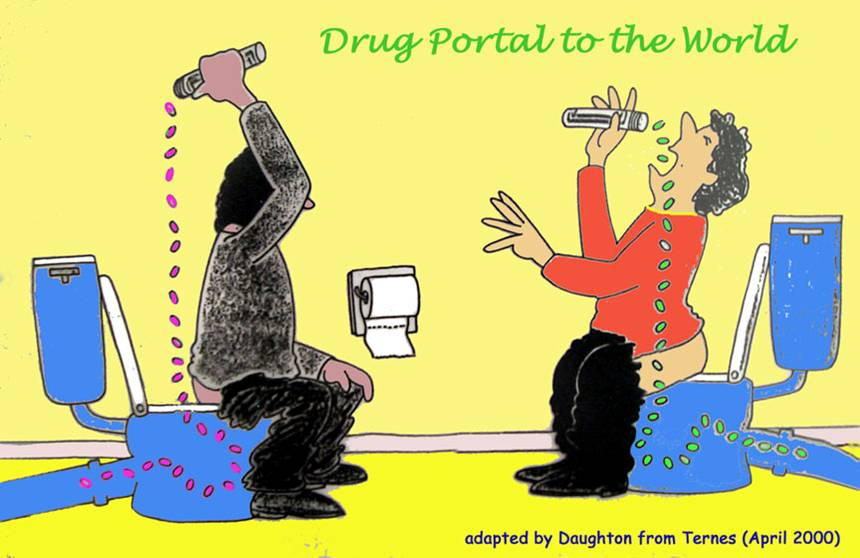 Drug Portal to the World
adapted by Daughton from Ternes (April 2000)